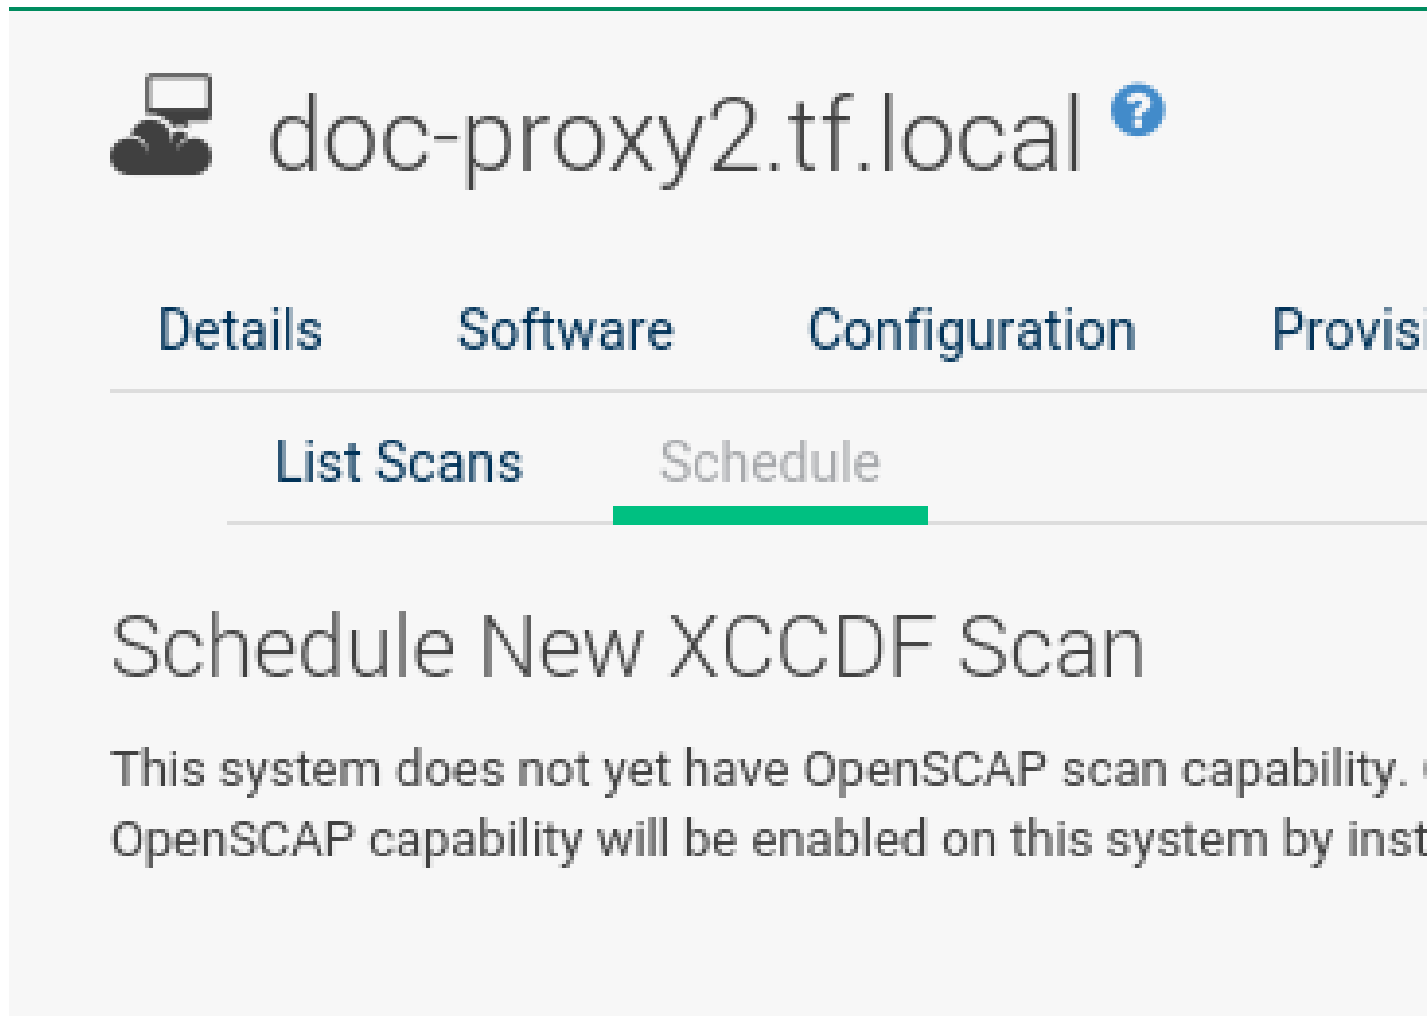 doc-proxy2.tf.local ?
Details Software Configuration
List Scans Schedule
Schedule New XCCDF Scan
This system does not yet have OpenSCAP scan capability.
OpenSCAP capability will be enabled on this system by